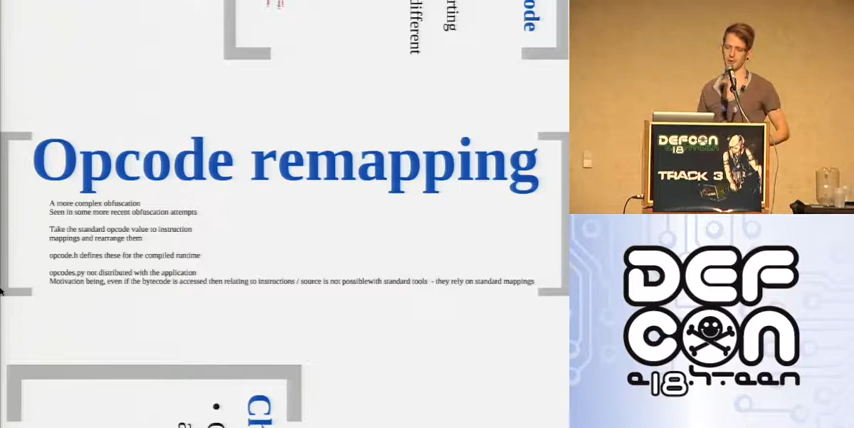 rting
different
ode
Opcode remapping
A more complex obfuscation
Seen in some more recent obfuscation attempts
Take the standard opcode value to instruction
mappings and rearrange them
opcode.h defines these for the compiled runtime
opcodes.py not distributed with the application
Motivation being, even if the bytecode is accessed then relating to instructions / source is not possiblewith standard tools - they rely on standard mappings
Ch
DEFCON
18
TRACK 3
DEF
CON
e18h.teen